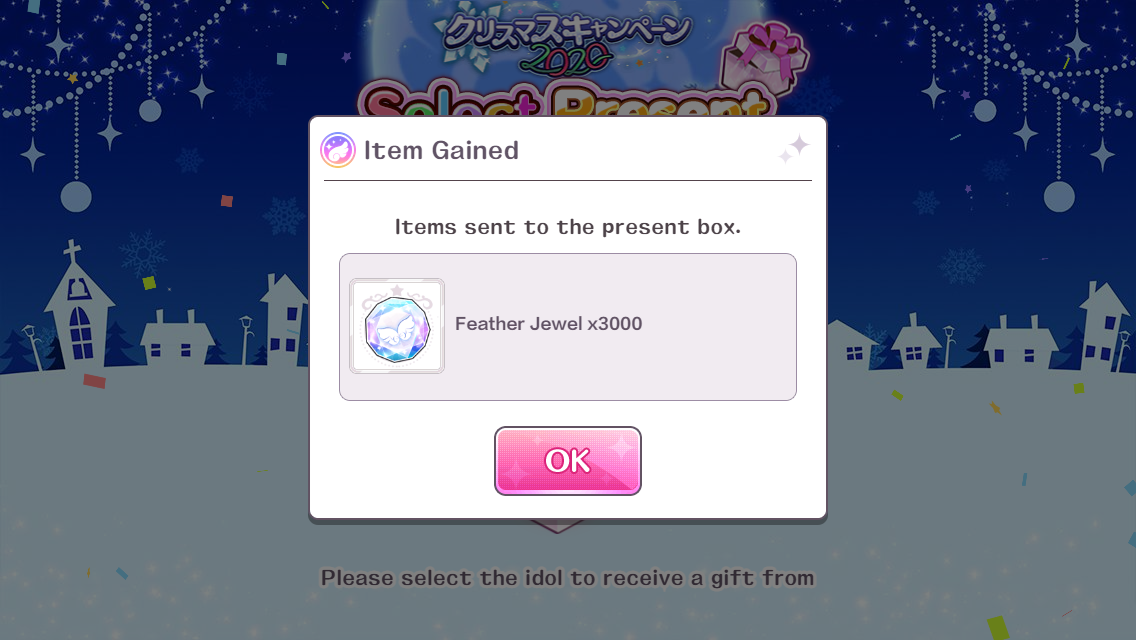 クリスマスキャンペーン
2020
Select Present
Item Gained
Items sent to the present box.
Feather Jewel x3000
OK
Please select the idol to receive a gift from